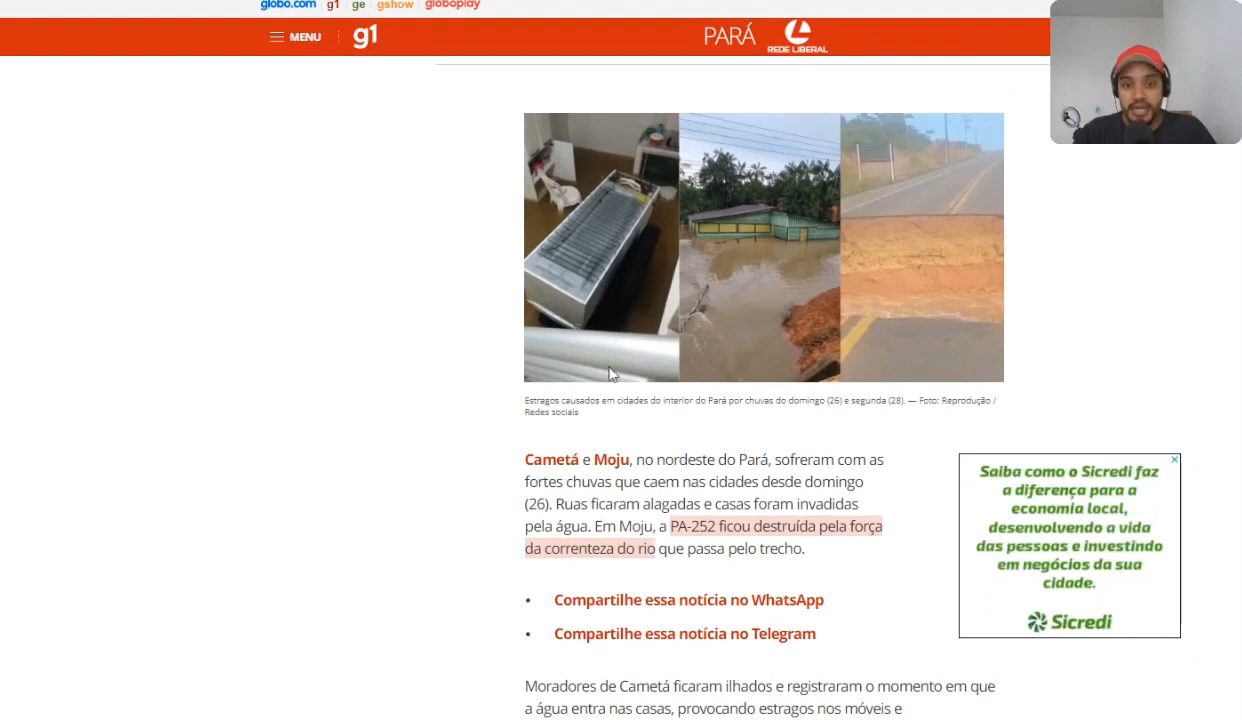 globo.com g1 ge gshow globoplay
MENU g1 PARÁ REDE LIBERAL
Estragos causados em cidades do interior do Pará por chuvas do domingo (26) e segunda (28). — Foto: Reprodução /
Redes sociais
Cametá e Moju, no nordeste do Pará, sofreram com as
fortes chuvas que caem nas cidades desde domingo
(26). Ruas ficaram alagadas e casas foram invadidas
pela água. Em Moju, a PA-252 ficou destruída pela força
da correnteza do rio que passa pelo trecho.
• Compartilhe essa notícia no WhatsApp
• Compartilhe essa notícia no Telegram
Moradores de Cametá ficaram ilhados e registraram o momento em que
a água entra nas casas, provocando estragos nos móveis e
Saiba como o Sicredi faz
a diferença para a
economia local,
desenvolvendo a vida
das pessoas e investindo
em negócios da sua
cidade.
Sicredi